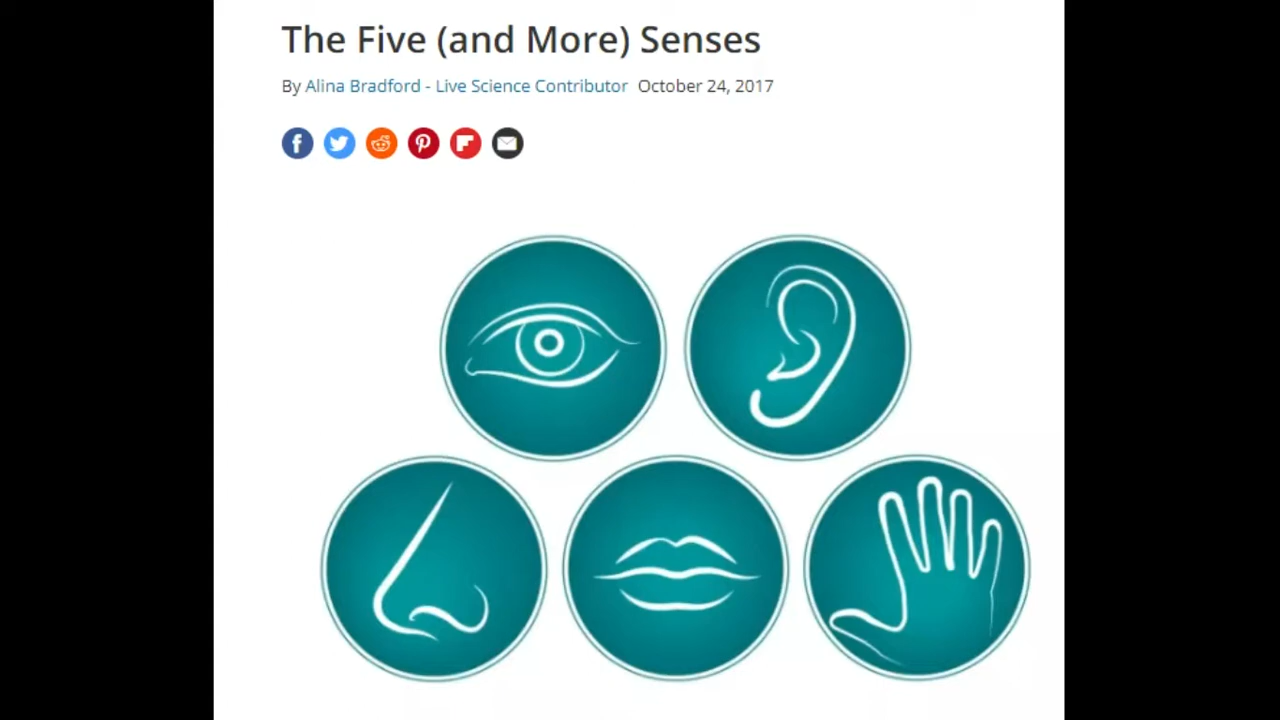 The Five (and More) Senses
By Alina Bradford - Live Science Contributor October 24, 2017